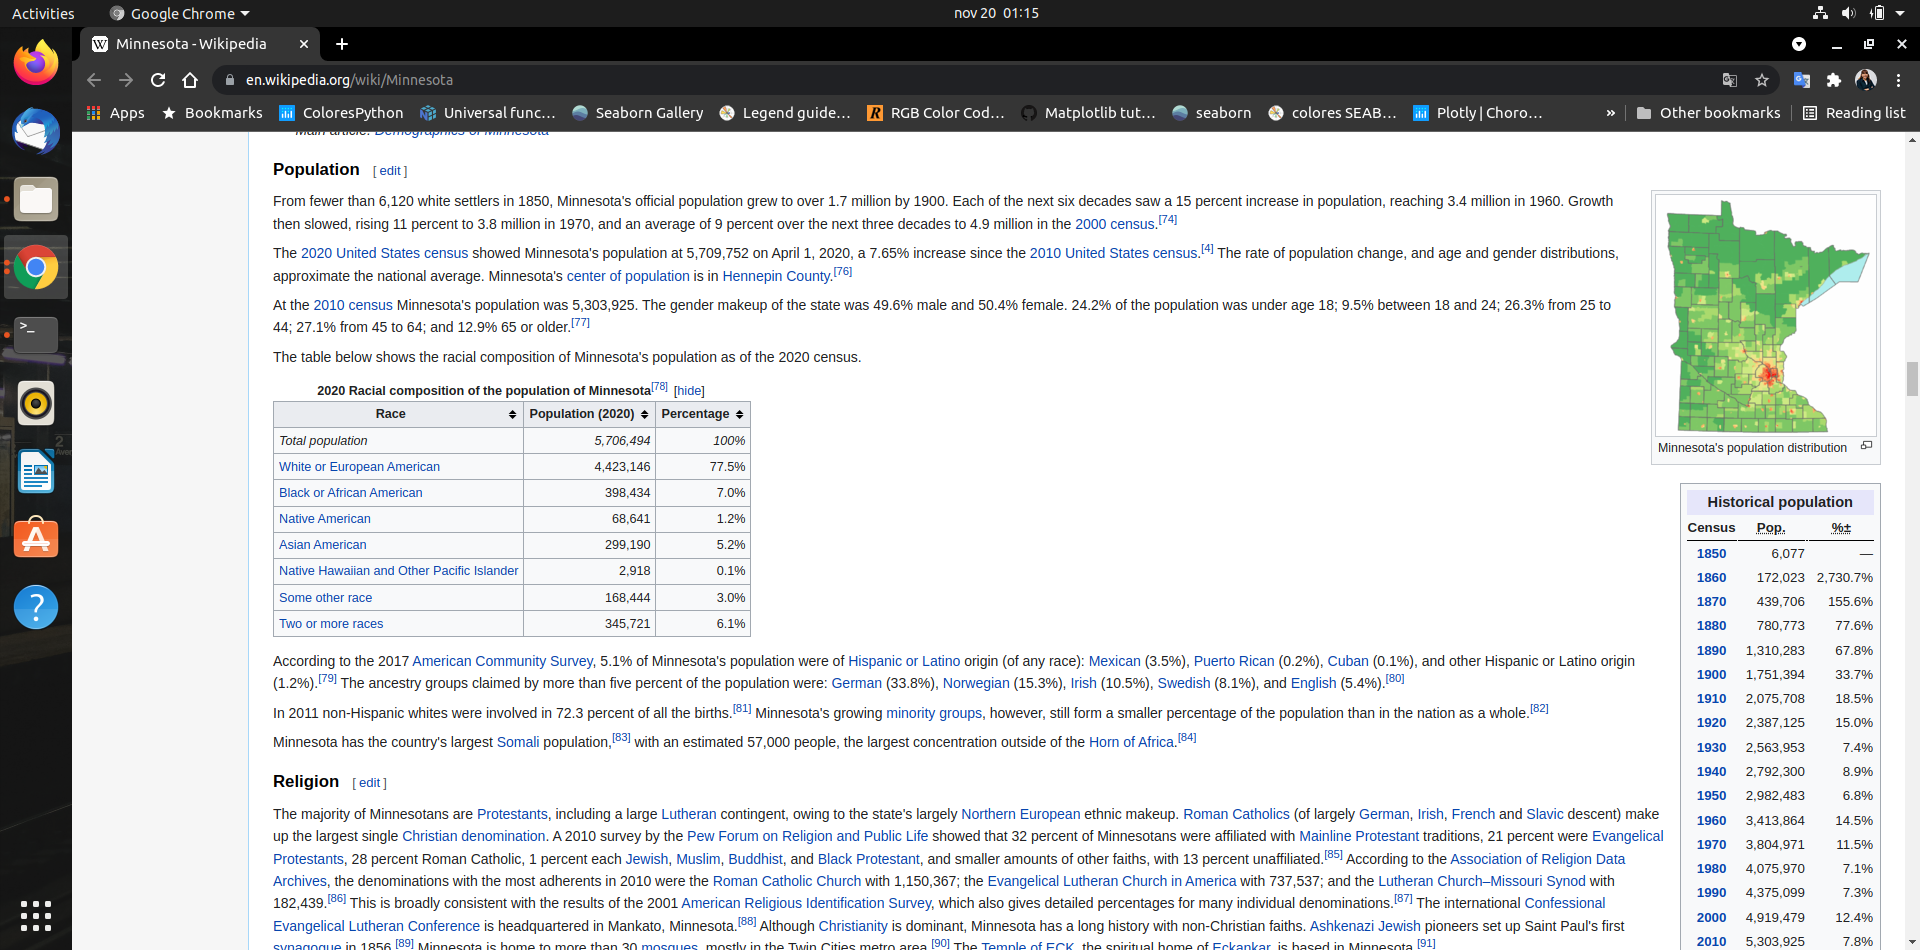 Activities
Google Chrome
nov 20 01:15
Minnesota - Wikipedia
en.wikipedia.org/wiki/Minnesota
Apps
Bookmarks
ColoresPython
Universal func…
Seaborn Gallery
Legend guide…
RGB Color Cod…
Matplotlib tut…
seaborn
colores SEAB…
Plotly | Choro…
»
Other bookmarks
Reading list
Main article: Demographics of Minnesota
Population [ edit ]
From fewer than 6,120 white settlers in 1850, Minnesota's official population grew to over 1.7 million by 1900. Each of the next six decades saw a 15 percent increase in population, reaching 3.4 million in 1960. Growth
then slowed, rising 11 percent to 3.8 million in 1970, and an average of 9 percent over the next three decades to 4.9 million in the 2000 census.[74]
The 2020 United States census showed Minnesota's population at 5,709,752 on April 1, 2020, a 7.65% increase since the 2010 United States census.[4] The rate of population change, and age and gender distributions,
approximate the national average. Minnesota's center of population is in Hennepin County.[76]
At the 2010 census Minnesota's population was 5,303,925. The gender makeup of the state was 49.6% male and 50.4% female. 24.2% of the population was under age 18; 9.5% between 18 and 24; 26.3% from 25 to
44; 27.1% from 45 to 64; and 12.9% 65 or older.[77]
The table below shows the racial composition of Minnesota's population as of the 2020 census.
2020 Racial composition of the population of Minnesota[78] [hide]
Race Population (2020) Percentage
Total population 5,706,494 100%
White or European American 4,423,146 77.5%
Black or African American 398,434 7.0%
Native American 68,641 1.2%
Asian American 299,190 5.2%
Native Hawaiian and Other Pacific Islander 2,918 0.1%
Some other race 168,444 3.0%
Two or more races 345,721 6.1%
According to the 2017 American Community Survey, 5.1% of Minnesota's population were of Hispanic or Latino origin (of any race): Mexican (3.5%), Puerto Rican (0.2%), Cuban (0.1%), and other Hispanic or Latino origin
(1.2%).[79] The ancestry groups claimed by more than five percent of the population were: German (33.8%), Norwegian (15.3%), Irish (10.5%), Swedish (8.1%), and English (5.4%).[80]
In 2011 non-Hispanic whites were involved in 72.3 percent of all the births.[81] Minnesota's growing minority groups, however, still form a smaller percentage of the population than in the nation as a whole.[82]
Minnesota has the country's largest Somali population,[83] with an estimated 57,000 people, the largest concentration outside of the Horn of Africa.[84]
Religion [ edit ]
The majority of Minnesotans are Protestants, including a large Lutheran contingent, owing to the state's largely Northern European ethnic makeup. Roman Catholics (of largely German, Irish, French and Slavic descent) make
up the largest single Christian denomination. A 2010 survey by the Pew Forum on Religion and Public Life showed that 32 percent of Minnesotans were affiliated with Mainline Protestant traditions, 21 percent were Evangelical
Protestants, 28 percent Roman Catholic, 1 percent each Jewish, Muslim, Buddhist, and Black Protestant, and smaller amounts of other faiths, with 13 percent unaffiliated.[85] According to the Association of Religion Data
Archives, the denominations with the most adherents in 2010 were the Roman Catholic Church with 1,150,367; the Evangelical Lutheran Church in America with 737,537; and the Lutheran Church–Missouri Synod with
182,439.[86] This is broadly consistent with the results of the 2001 American Religious Identification Survey, which also gives detailed percentages for many individual denominations.[87] The international Confessional
Evangelical Lutheran Conference is headquartered in Mankato, Minnesota.[88] Although Christianity is dominant, Minnesota has a long history with non-Christian faiths. Ashkenazi Jewish pioneers set up Saint Paul's first
synagogue in 1856.[89] Minnesota is home to more than 30 mosques, mostly in the Twin Cities metro area.[90] The Temple of ECK, the spiritual home of Eckankar, is based in Minnesota.[91]
Minnesota's population distribution
Historical population
Census Pop. %±
1850 6,077 —
1860 172,023 2,730.7%
1870 439,706 155.6%
1880 780,773 77.6%
1890 1,310,283 67.8%
1900 1,751,394 33.7%
1910 2,075,708 18.5%
1920 2,387,125 15.0%
1930 2,563,953 7.4%
1940 2,792,300 8.9%
1950 2,982,483 6.8%
1960 3,413,864 14.5%
1970 3,804,971 11.5%
1980 4,075,970 7.1%
1990 4,375,099 7.3%
2000 4,919,479 12.4%
2010 5,303,925 7.8%